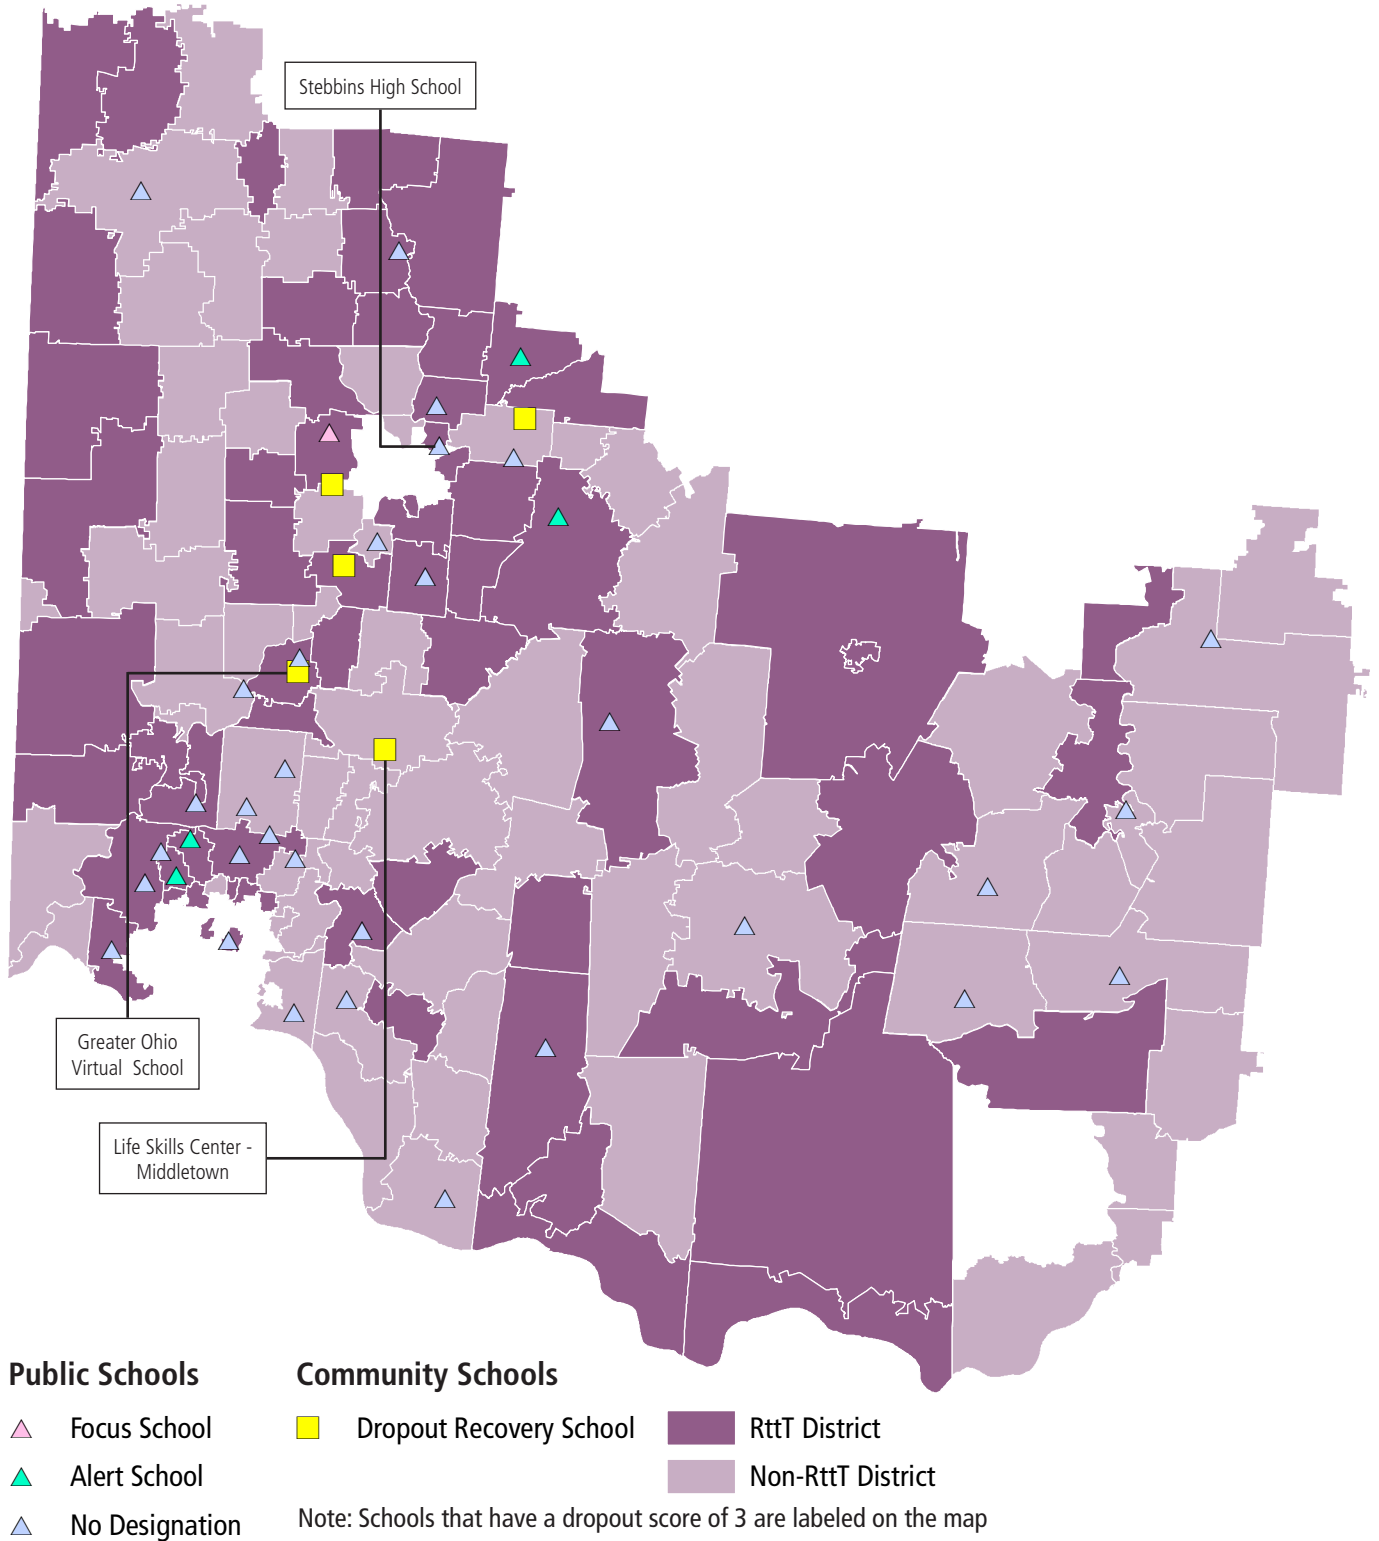 Stebbins High School
Greater Ohio
Virtual School
Life Skills Center -
Middletown
Public Schools
Focus School
Alert School
No Designation
Community Schools
Dropout Recovery School
RttT District
Non-RttT District
Note: Schools that have a dropout score of 3 are labeled on the map